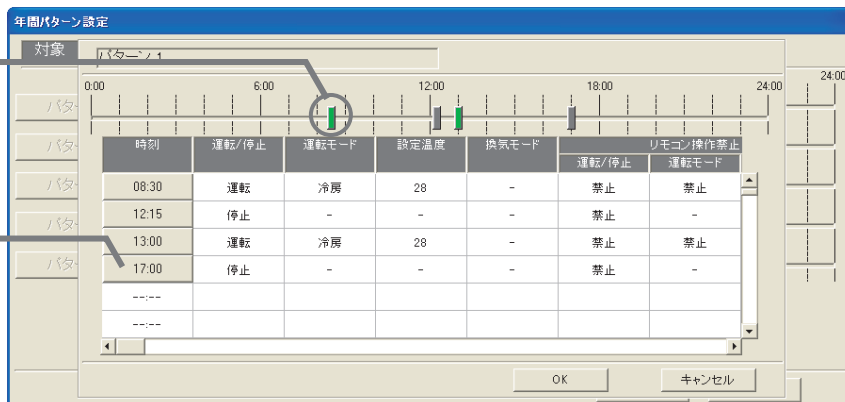 年間パターン設定
対象
パターン 1
0:00 6:00 12:00 18:00 24:00
24:00
時刻 運転/停止 運転モード 設定温度 換気モード リモコン操作禁止
運転/停止 運転モード
08:30 運転 冷房 28 - 禁止 禁止
12:15 停止 - - - 禁止 -
13:00 運転 冷房 28 - 禁止 禁止
17:00 停止 - - - 禁止 -
--:--
--:--
パタ
パタ
パタ
パタ
パタ
OK キャンセル